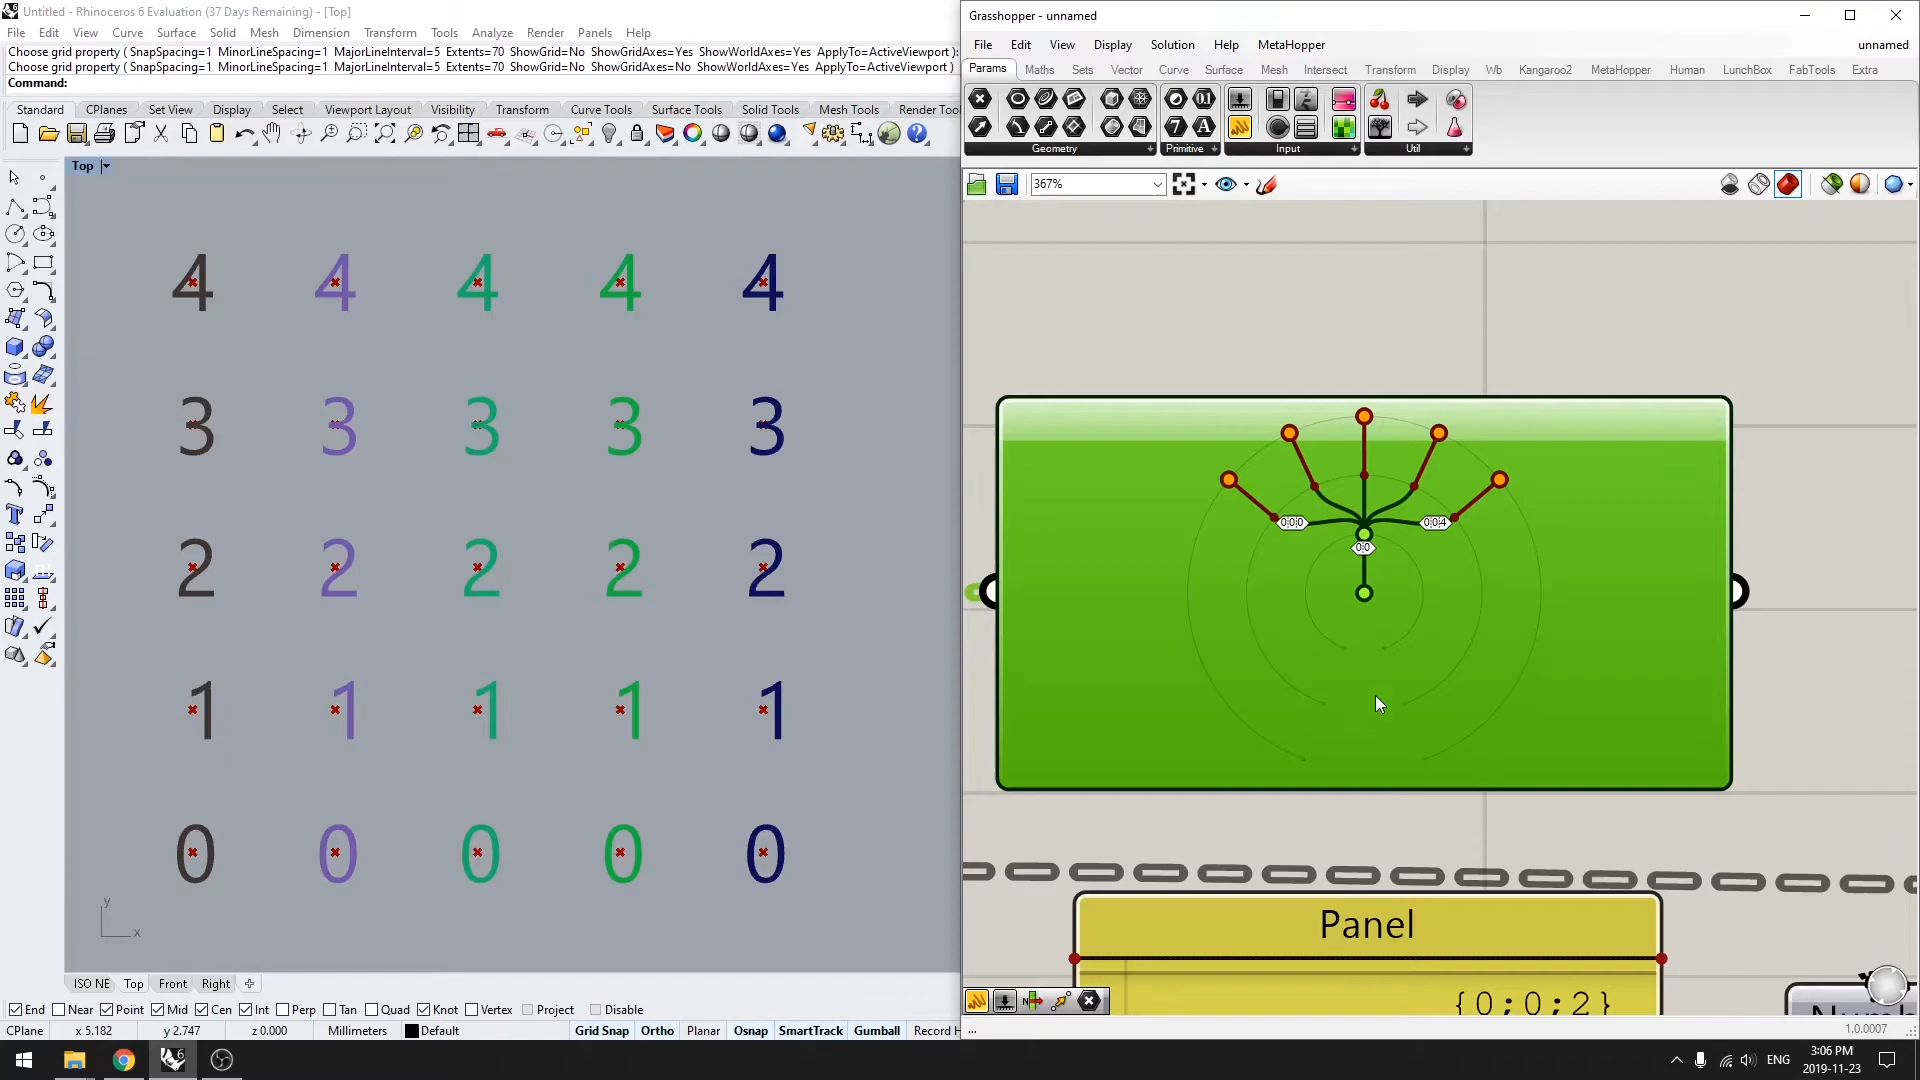 Untitled - Rhinoceros 6 Evaluation (37 Days Remaining) - [Top]
File Edit View Curve Surface Solid Mesh Dimension Transform Tools Analyze Render Panels Help
Choose grid property ( SnapSpacing=1 MinorLineSpacing=1 MajorLineInterval=5 Extents=70 ShowGrid=No ShowGridAxes=Yes ShowWorldAxes=Yes ApplyTo=ActiveViewport ):
Choose grid property ( SnapSpacing=1 MinorLineSpacing=1 MajorLineInterval=5 Extents=70 ShowGrid=No ShowGridAxes=No ShowWorldAxes=Yes ApplyTo=ActiveViewport )
Command:
Standard CPlanes Set View Display Select Viewport Layout Visibility Transform Curve Tools Surface Tools Solid Tools Mesh Tools Render Too
Top
4 4 4 4 4
3 3 3 3 3
2 2 2 2 2
1 1 1 1 1
0 0 0 0 0
y
x
ISO NE Top Front Right
End Near Point Mid Cen Int Perp Tan Quad Knot Vertex Project Disable
CPlane x 5.182 y 2.747 z 0.000 Millimeters Default Grid Snap Ortho Planar Osnap SmartTrack Gumball Record H
Grasshopper - unnamed
File Edit View Display Solution Help MetaHopper unnamed
Params Maths Sets Vector Curve Surface Mesh Intersect Transform Display Wb Kangaroo2 MetaHopper Human LunchBox FabTools Extra
Geometry Primitive Input Util
367%
0;0;0 0;0;4
0;0
Panel
{0;0;2}
...
1.0.0007
ENG
3:06 PM
2019-11-23